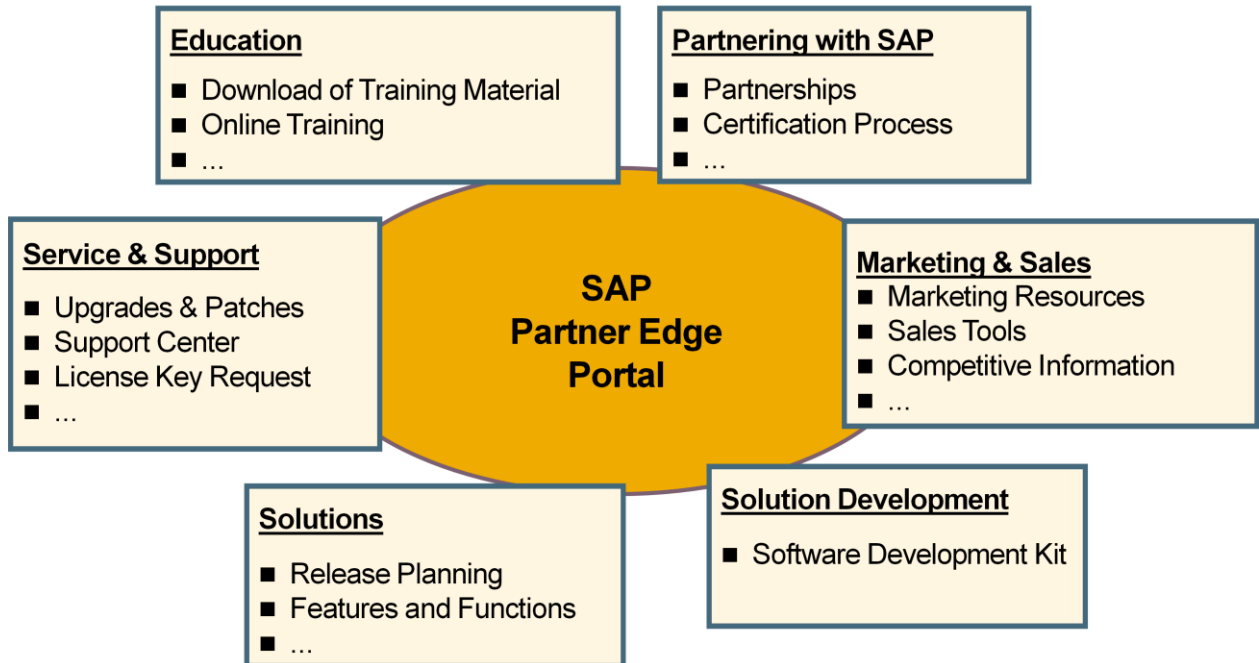 Education
■ Download of Training Material
■ Online Training
■ ...
Partnering with SAP
■ Partnerships
■ Certification Process
■ ...
Service & Support
■ Upgrades & Patches
■ Support Center
■ License Key Request
■ ...
SAP
Partner Edge
Portal
Marketing & Sales
■ Marketing Resources
■ Sales Tools
■ Competitive Information
■ ...
Solutions
■ Release Planning
■ Features and Functions
■ ...
Solution Development
■ Software Development Kit